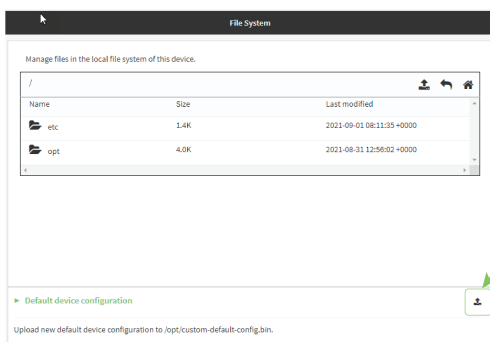 File System
Manage files in the local file system of this device.
/
Name Size Last modified
etc 1.4K 2021-09-01 08:11:35 +0000
opt 4.0K 2021-08-31 12:56:02 +0000
Default device configuration
Upload new default device configuration to /opt/custom-default-config.bin.